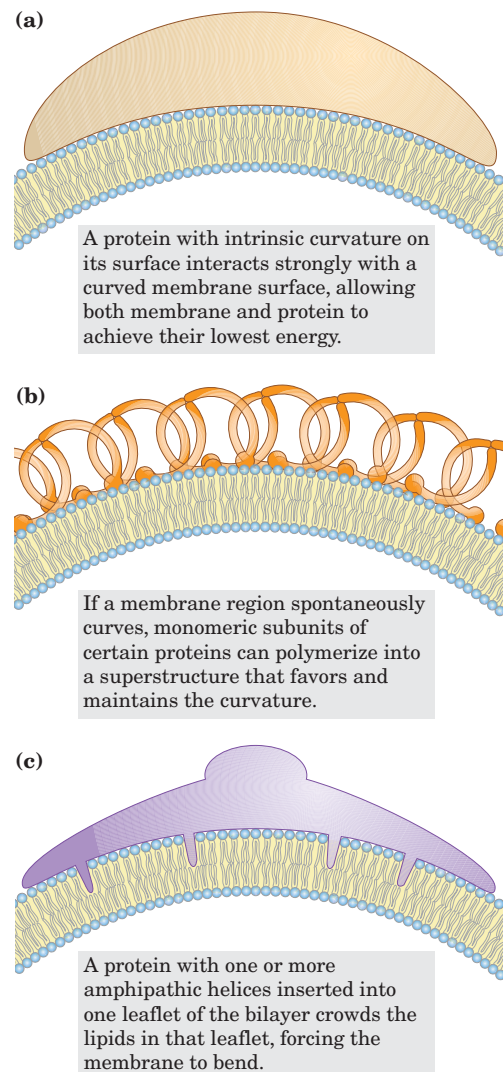 (a)
A protein with intrinsic curvature on
its surface interacts strongly with a
curved membrane surface, allowing
both membrane and protein to
achieve their lowest energy.
(b)
If a membrane region spontaneously
curves, monomeric subunits of
certain proteins can polymerize into
a superstructure that favors and
maintains the curvature.
(c)
A protein with one or more
amphipathic helices inserted into
one leaflet of the bilayer crowds the
lipids in that leaflet, forcing the
membrane to bend.